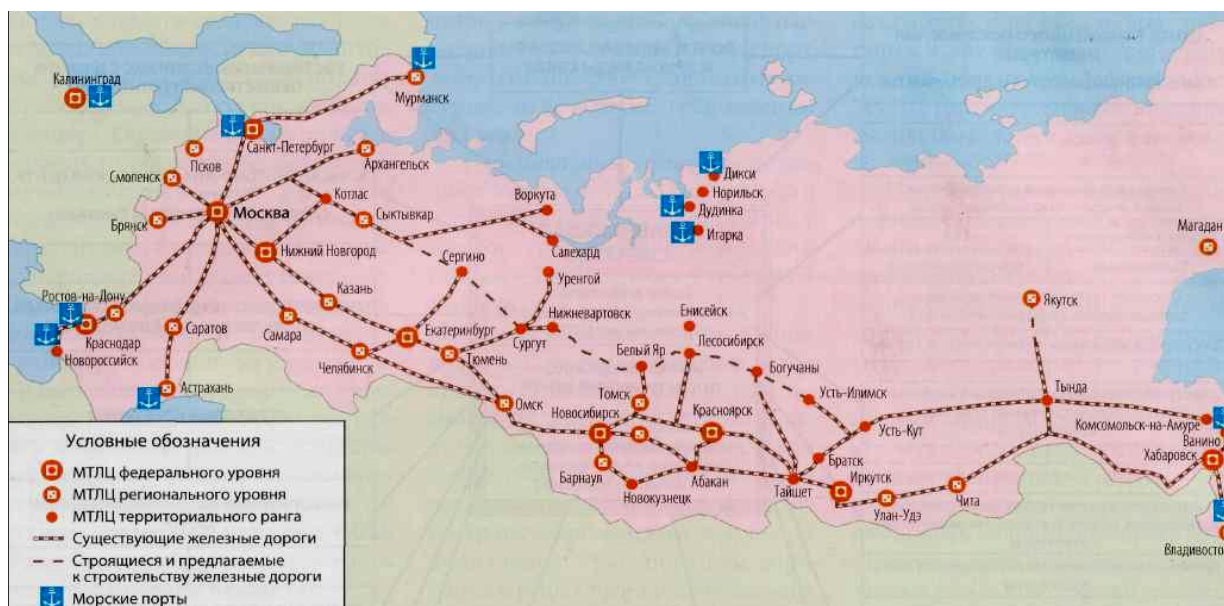 Калининград
Мурманск
Санкт-Петербург
Псков
Архангельск
Смоленск
Дикси
Норильск
Котлас
Воркута
Дудинка
Москва
Сыктывкар
Брянск
Игарка
Магадан
Нижний Новгород
Салехард
Сергино
Уренгой
Казань
Ростов-на-Дону
Нижневартовск
Енисейск
Якутск
Саратов
Самара
Екатеринбург
Краснодар
Сургут
Лесосибирск
Новороссийск
Челябинск
Тюмень
Белый Яр
Богучаны
Астрахань
Тында
Омск
Томск
Усть-Илимск
Новосибирск
Красноярск
Комсомольск-на-Амуре
Усть-Кут
Ванино
Хабаровск
Братск
Барнаул
Абакан
Иркутск
Тайшет
Новокузнецк
Чита
Улан-Удэ
Владивосто
Условные обозначения
МТЛЦ федерального уровня
МТЛЦ регионального уровня
МТЛЦ территориального ранга
Существующие железные дороги
Строящиеся и предлагаемые
к строительству железные дороги
Морские порты